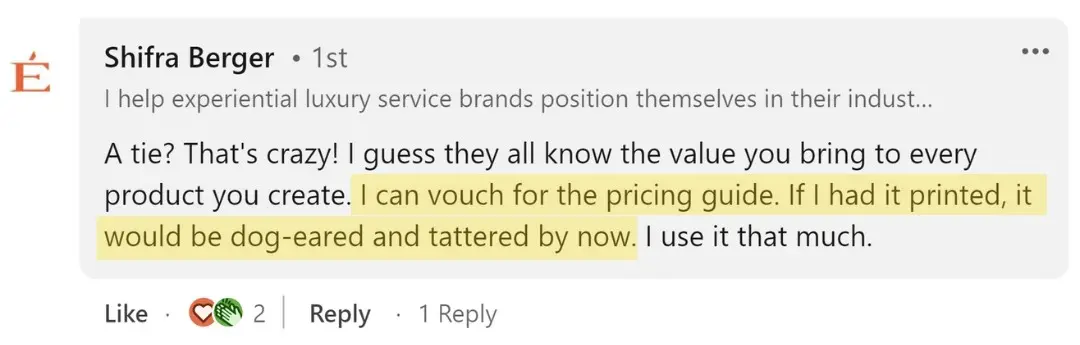 Shifra Berger • 1st
É
I help experiential luxury service brands position themselves in their indust...
A tie? That's crazy! I guess they all know the value you bring to every
product you create. I can vouch for the pricing guide. If I had it printed, it
would be dog-eared and tattered by now. I use it that much.
Like · 2 | Reply · 1 Reply